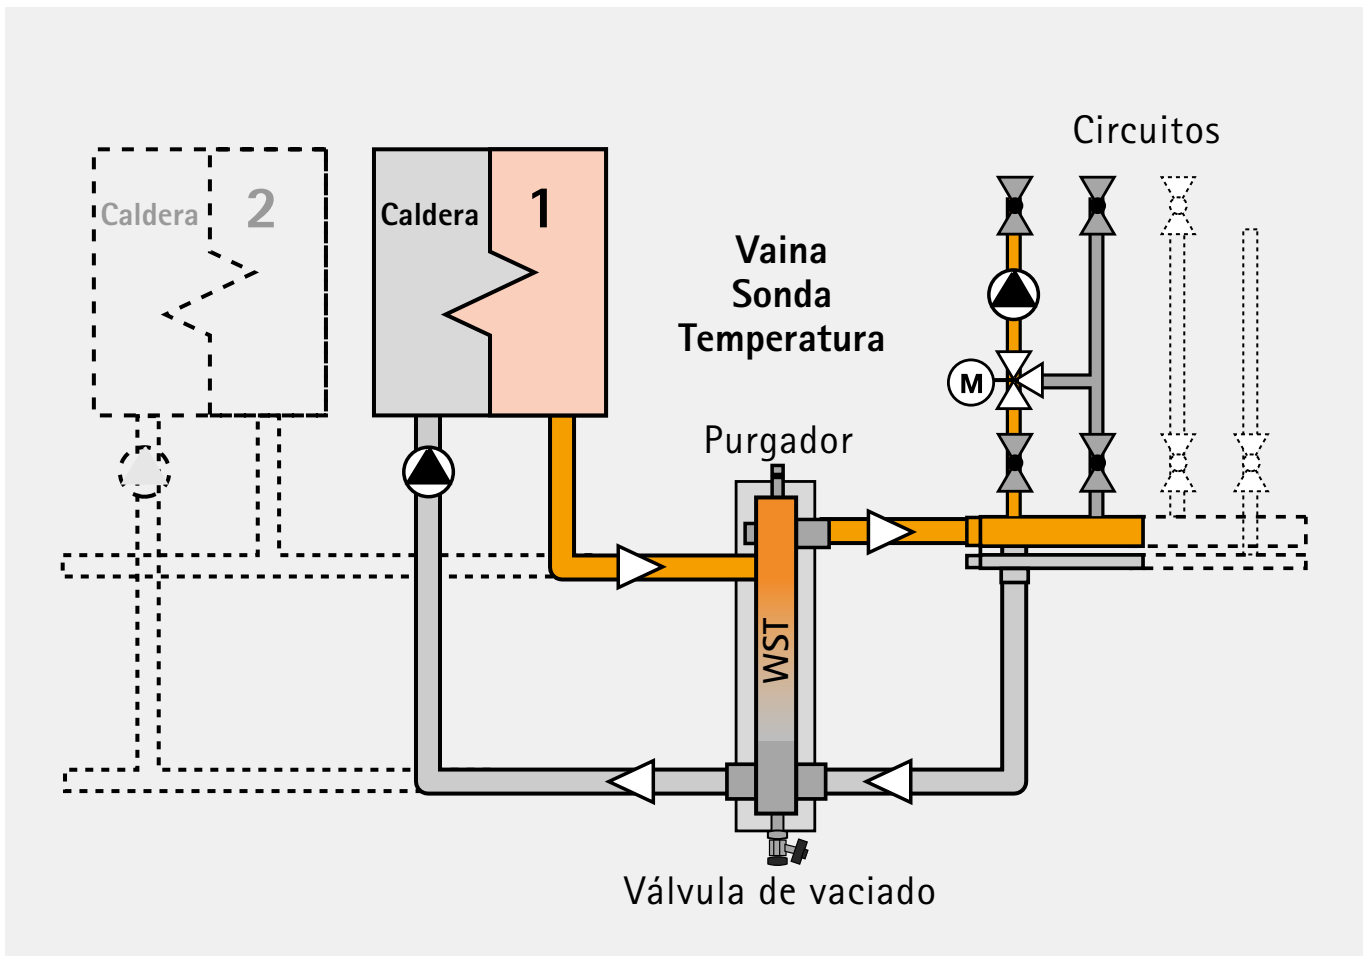 Circuitos
Caldera 2
Caldera 1
Vaina
Sonda
Temperatura
M
Purgador
WST
Válvula de vaciado